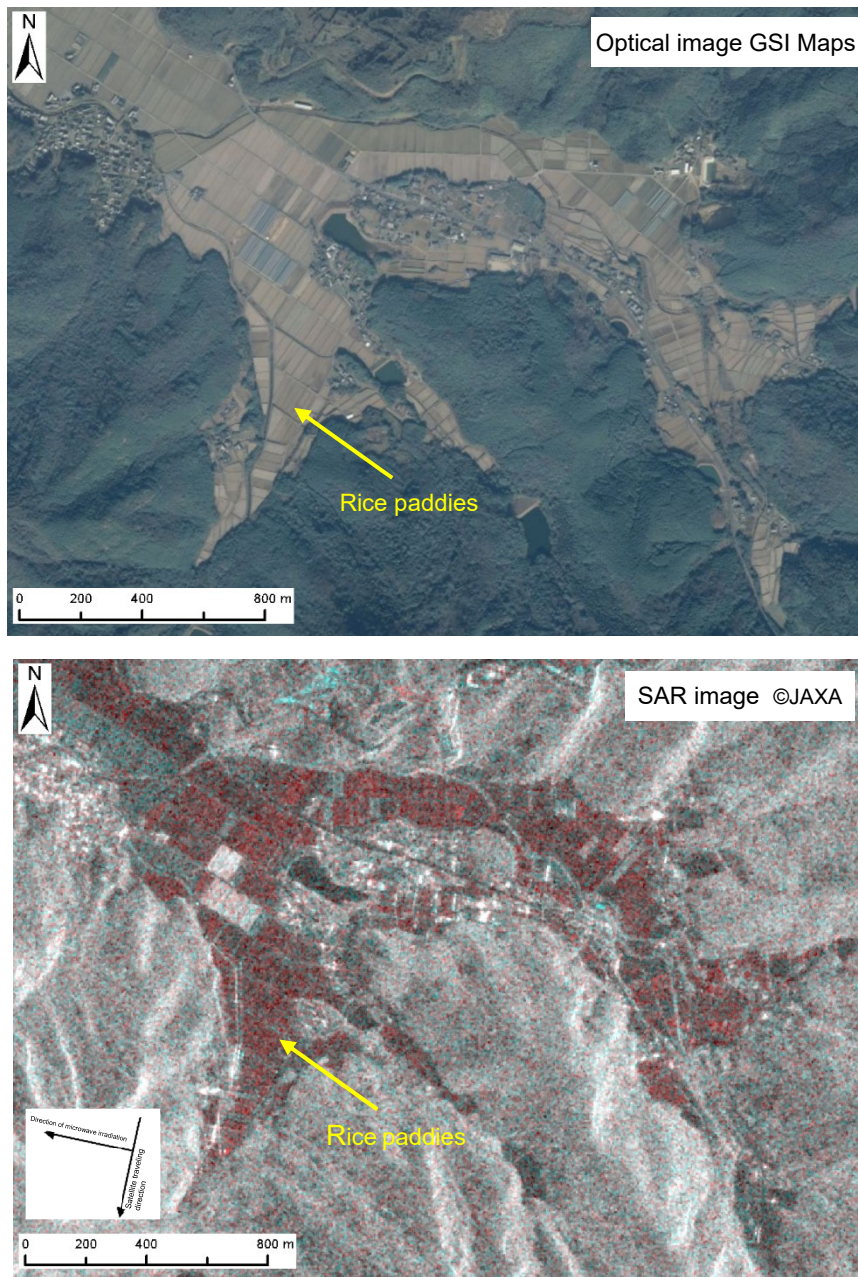 N
Optical image GSI Maps
Rice paddies
0 200 400 800 m
N
SAR image ©JAXA
Rice paddies
Direction of microwave irradiation
Satellite traveling
direction
0 200 400 800 m